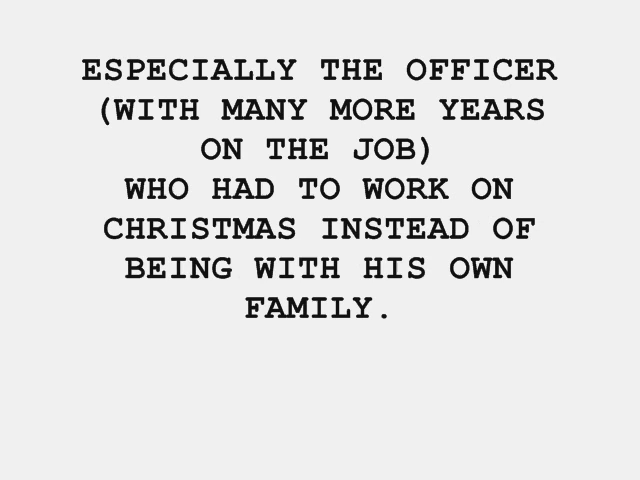 ESPECIALLY THE OFFICER
(WITH MANY MORE YEARS
ON THE JOB)
WHO HAD TO WORK ON
CHRISTMAS INSTEAD OF
BEING WITH HIS OWN
FAMILY.